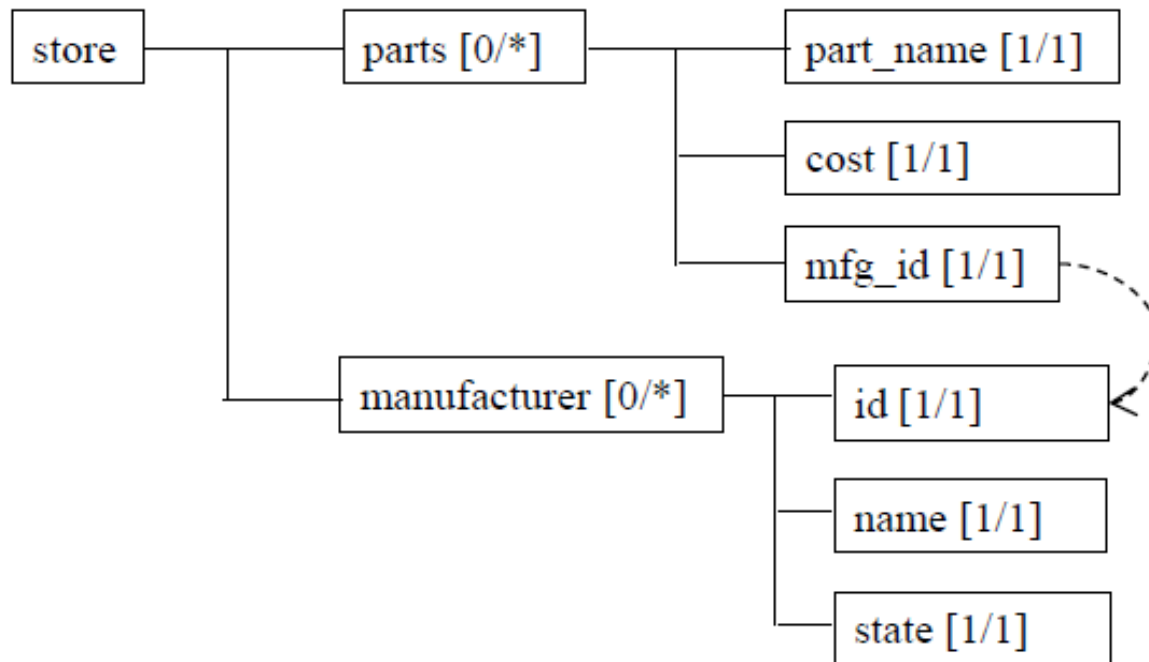 store
parts [0/*]
part_name [1/1]
cost [1/1]
mfg_id [1/1]
manufacturer [0/*]
id [1/1]
name [1/1]
state [1/1]